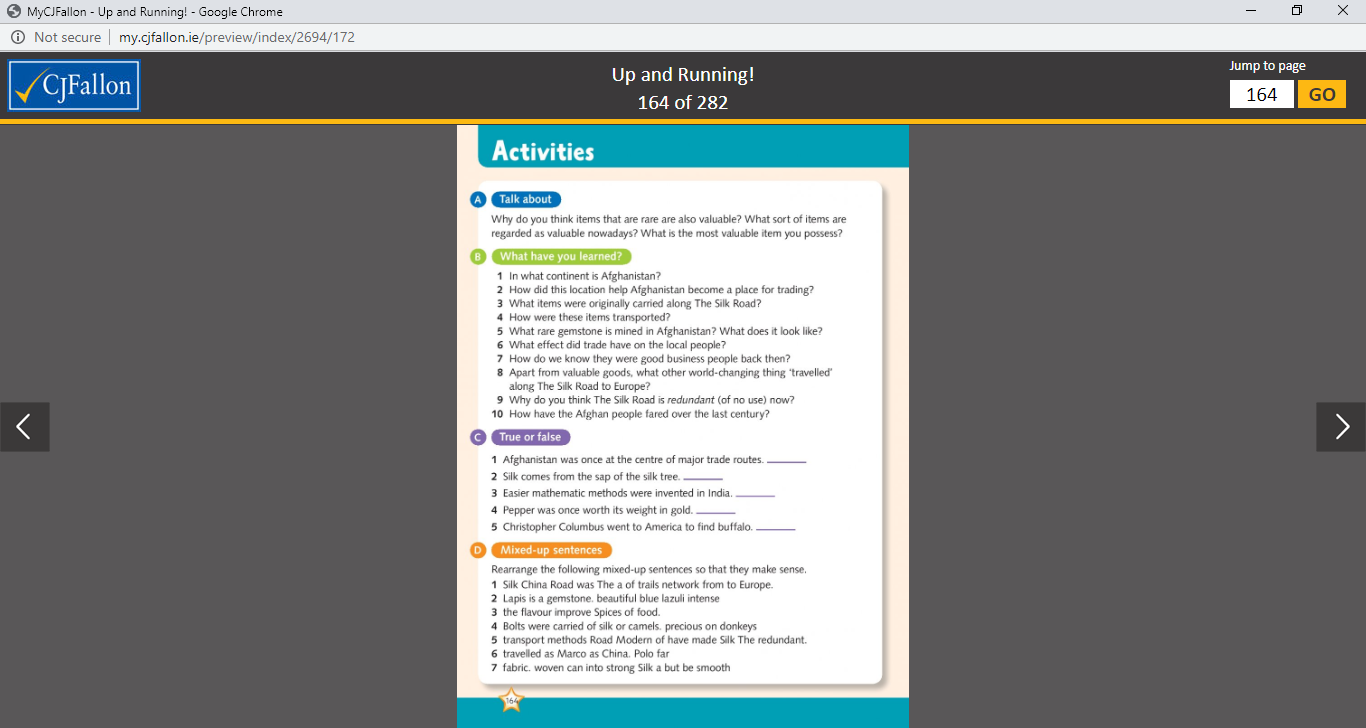 MyCJFallon - Up and Running! - Google Chrome
Not secure | my.cjfallon.ie/preview/index/2694/172
CJFallon
Up and Running!
164 of 282
Jump to page
164 GO
Activities
A Talk about
Why do you think items that are rare are also valuable? What sort of items are
regarded as valuable nowadays? What is the most valuable item you possess?
B What have you learned?
1 In what continent is Afghanistan?
2 How did this location help Afghanistan become a place for trading?
3 What items were originally carried along The Silk Road?
4 How were these items transported?
5 What rare gemstone is mined in Afghanistan? What does it look like?
6 What effect did trade have on the local people?
7 How do we know they were good business people back then?
8 Apart from valuable goods, what other world-changing thing ‘travelled’
along The Silk Road to Europe?
9 Why do you think The Silk Road is redundant (of no use) now?
10 How have the Afghan people fared over the last century?
C True or false
1 Afghanistan was once at the centre of major trade routes. ______
2 Silk comes from the sap of the silk tree. ______
3 Easier mathematic methods were invented in India. ______
4 Pepper was once worth its weight in gold. ______
5 Christopher Columbus went to America to find buffalo. ______
D Mixed-up sentences
Rearrange the following mixed-up sentences so that they make sense.
1 Silk China Road was The a of trails network from to Europe.
2 Lapis is a gemstone. beautiful blue lazuli intense
3 the flavour improve Spices of food.
4 Bolts were carried of silk or camels. precious on donkeys
5 transport methods Road Modern of have made Silk The redundant.
6 travelled as Marco as China. Polo far
7 fabric. woven can into strong Silk a but be smooth
164